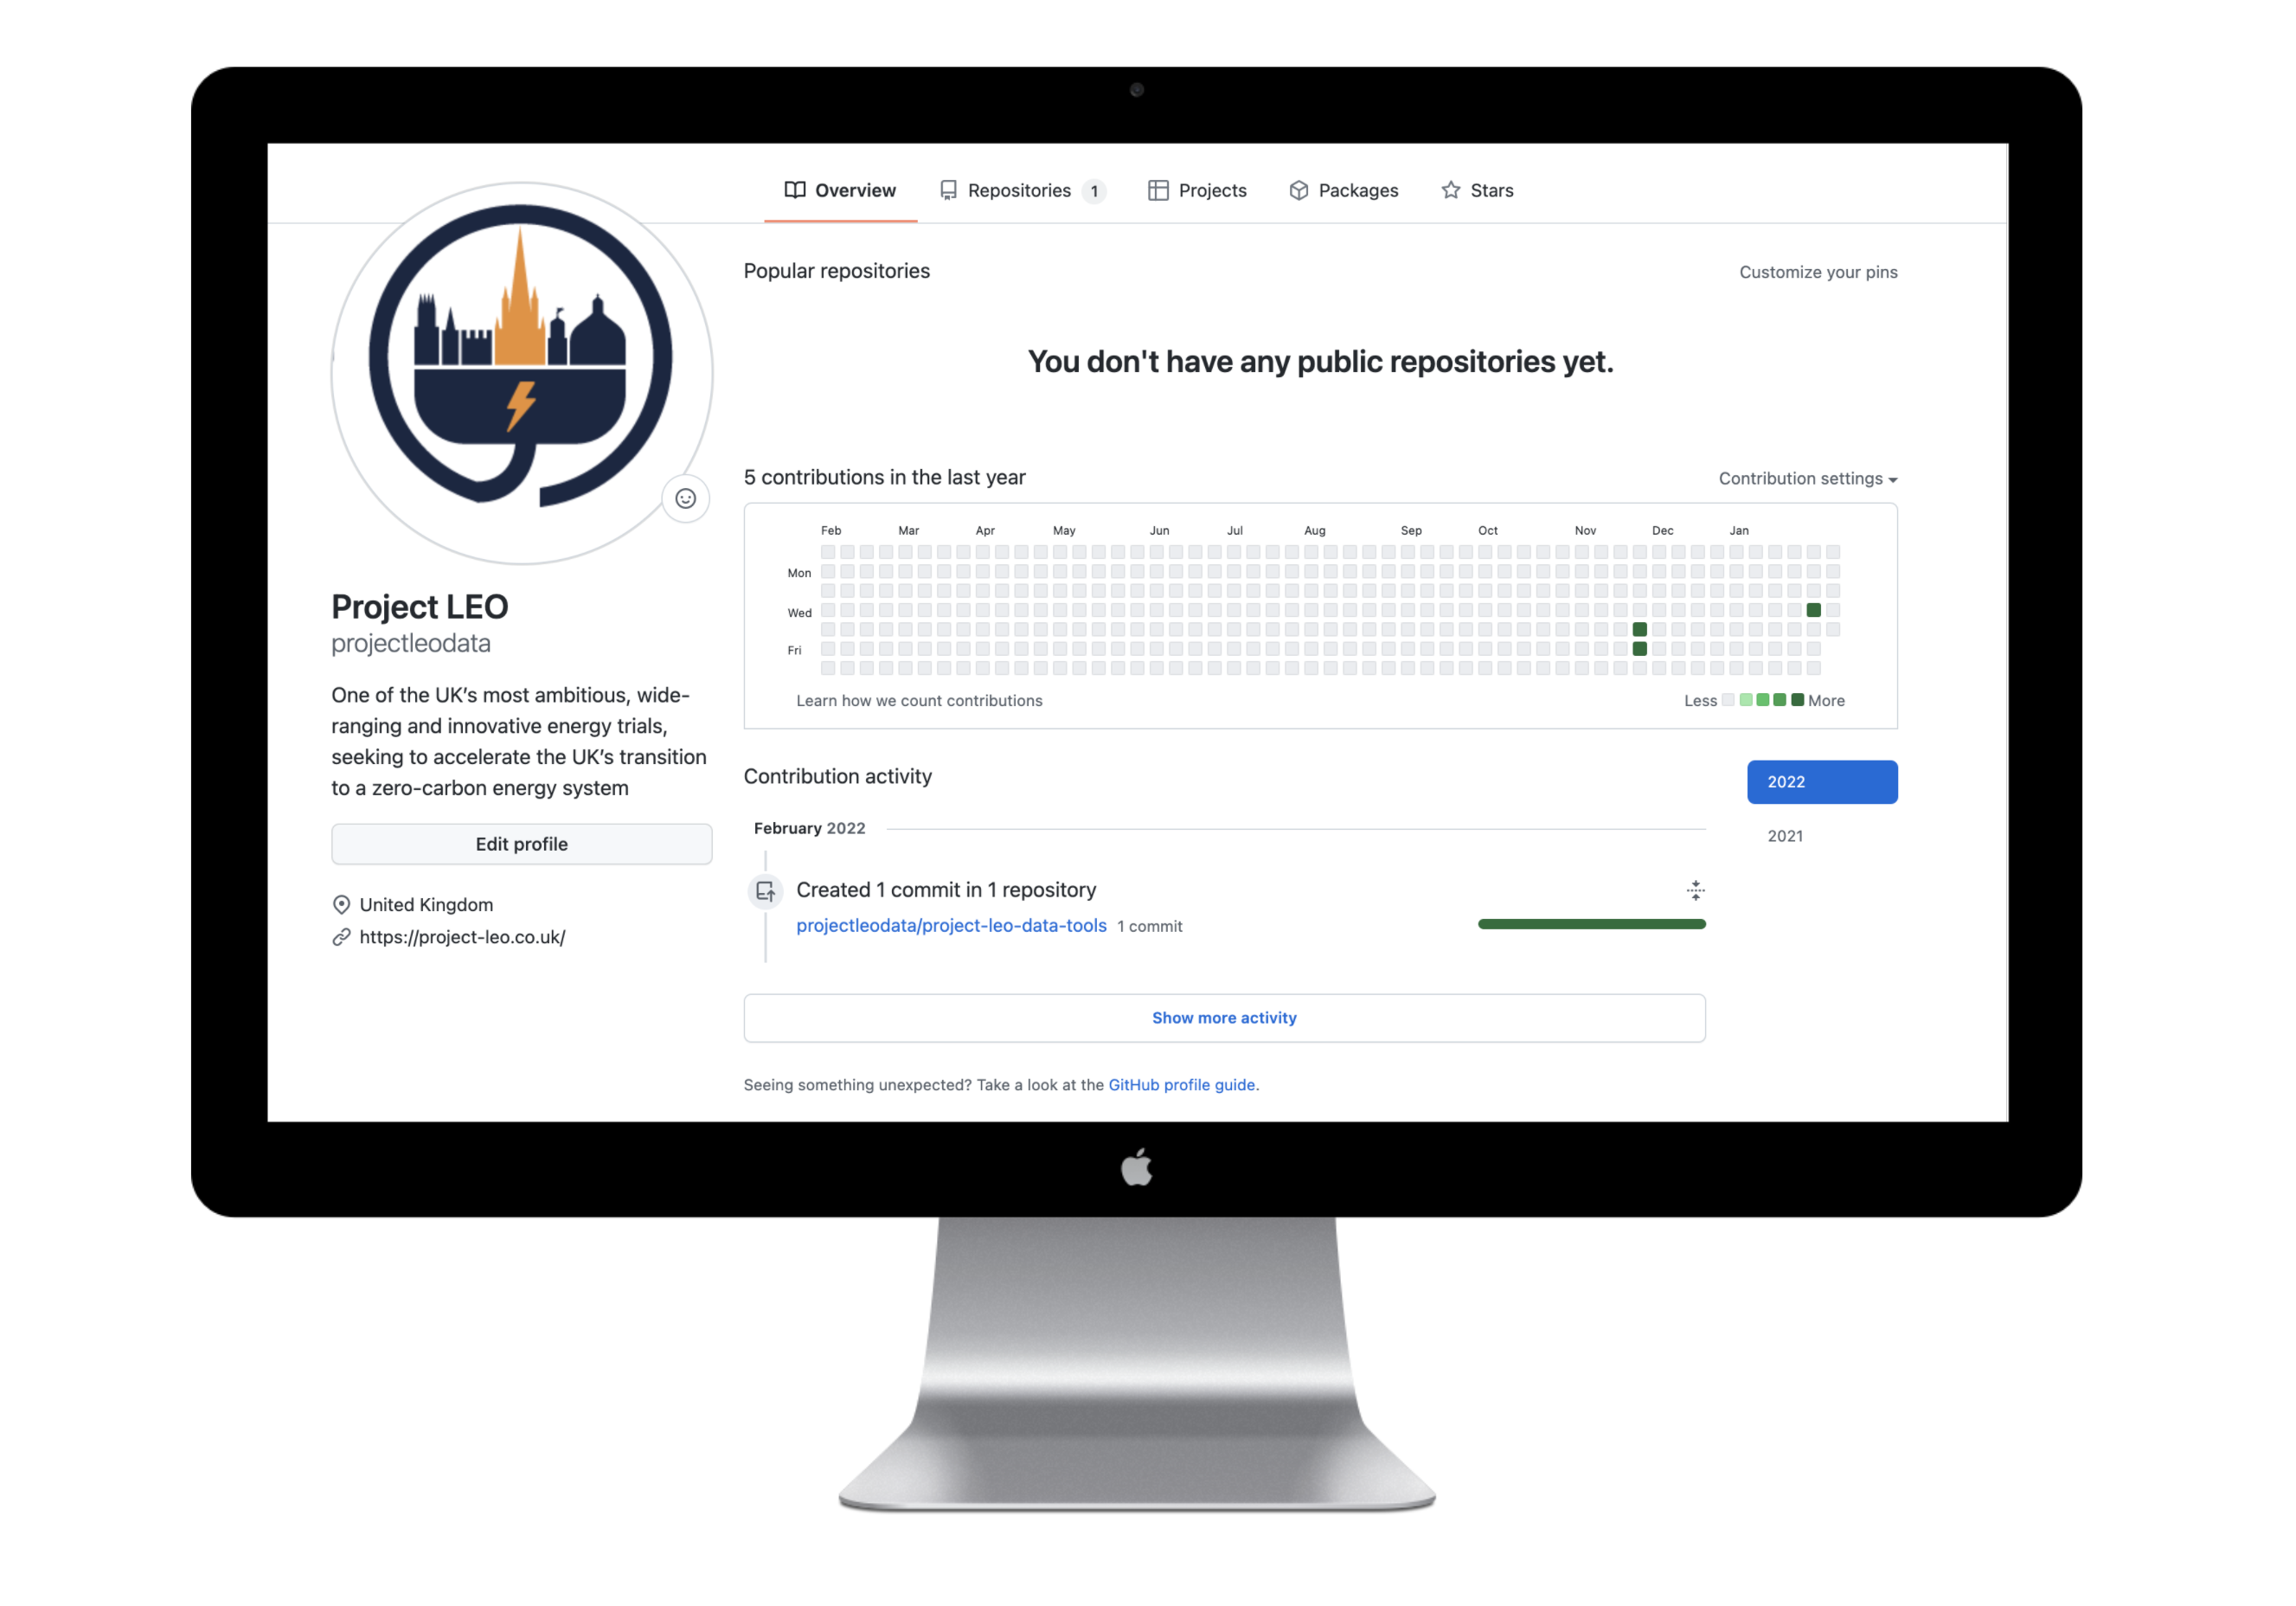 Overview
Repositories 1
Projects
Packages
Stars
Project LEO
projectleodata
One of the UK’s most ambitious, wide-
ranging and innovative energy trials,
seeking to accelerate the UK’s transition
to a zero-carbon energy system
Edit profile
United Kingdom
https://project-leo.co.uk/
Popular repositories
Customize your pins
You don't have any public repositories yet.
5 contributions in the last year
Contribution settings
Feb Mar Apr May Jun Jul Aug Sep Oct Nov Dec Jan
Mon
Wed
Fri
Learn how we count contributions
Less More
Contribution activity
2022
2021
February 2022
Created 1 commit in 1 repository
projectleodata/project-leo-data-tools 1 commit
Show more activity
Seeing something unexpected? Take a look at the GitHub profile guide.